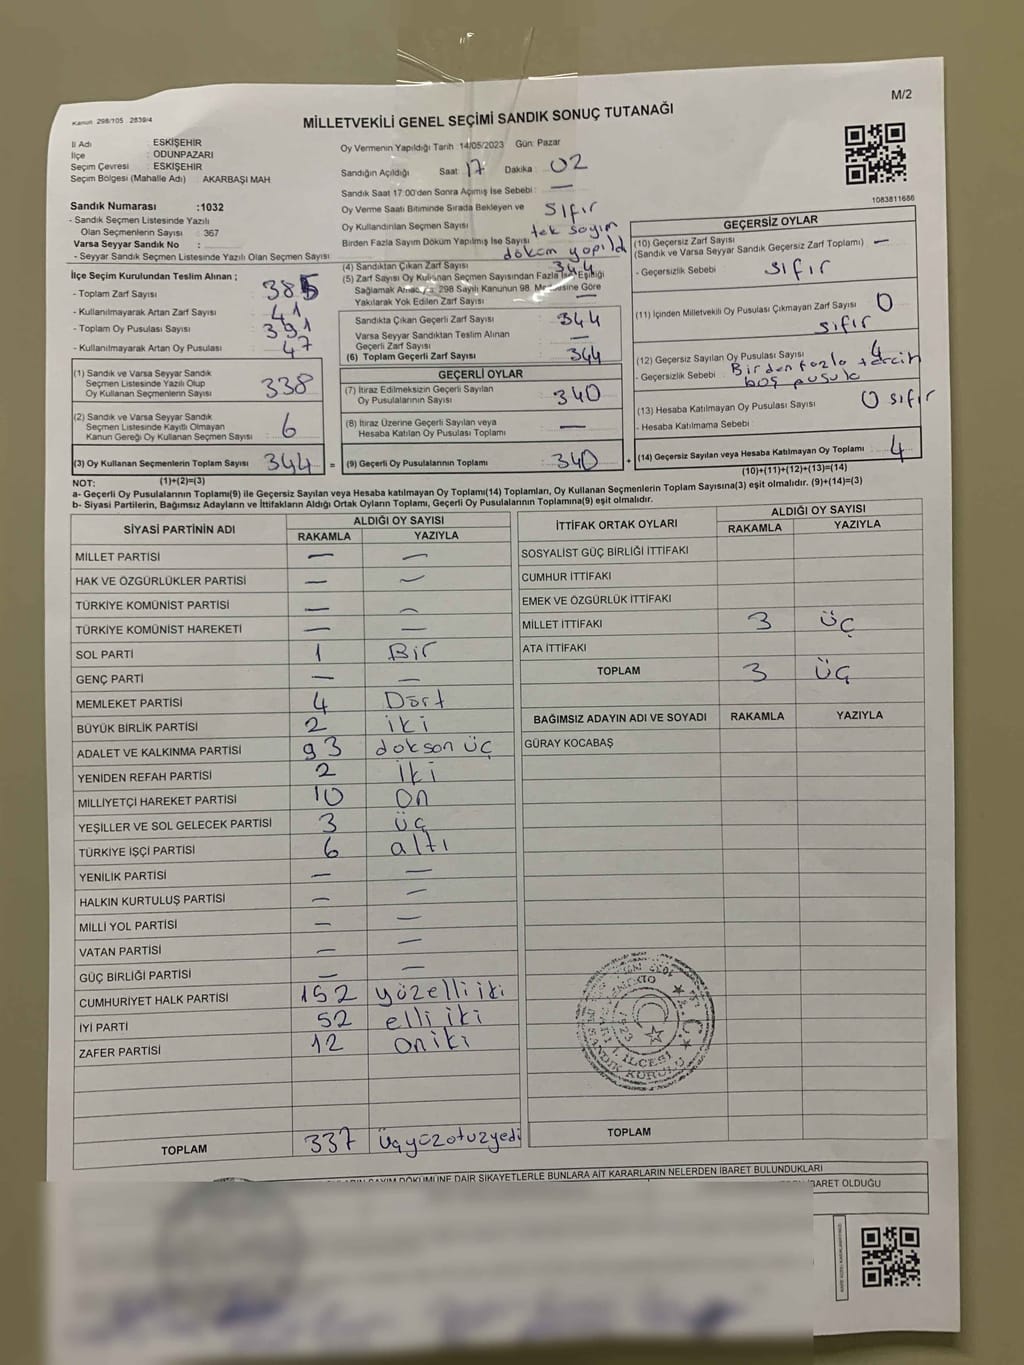 M/2
Kanun 298/105 2839/4
MİLLETVEKİLİ GENEL SEÇİMİ SANDIK SONUÇ TUTANAĞI
İl Adı : ESKİŞEHİR
İlçe : ODUNPAZARI
Seçim Çevresi : ESKİŞEHİR
Seçim Bölgesi (Mahalle Adı) : AKARBAŞI MAH
Sandık Numarası :1032
- Sandık Seçmen Listesinde Yazılı
Olan Seçmenlerin Sayısı : 367
Varsa Seyyar Sandık No :
- Seyyar Sandık Seçmen Listesinde Yazılı Olan Seçmen Sayısı
Oy Vermenin Yapıldığı Tarih :14/05/2023 Gün: Pazar
Sandığın Açıldığı Saat : 17 Dakika : 02
Sandık Saat 17:00'den Sonra Açılmış İse Sebebi : —
Oy Verme Saati Bitiminde Sırada Bekleyen ve
Oy Kullandırılan Seçmen Sayısı : Sıfır
Birden Fazla Sayım Döküm Yapılmış İse Sayısı : tek sayım
döküm yapıldı
1083811686
İlçe Seçim Kurulundan Teslim Alınan ;
- Toplam Zarf Sayısı : 385
- Kullanılmayarak Artan Zarf Sayısı : 41
- Toplam Oy Pusulası Sayısı : 391
- Kullanılmayarak Artan Oy Pusulası : 47
(1) Sandık ve Varsa Seyyar Sandık
Seçmen Listesinde Yazılı Olup
Oy Kullanan Seçmenlerin Sayısı : 338
(2) Sandık ve Varsa Seyyar Sandık
Seçmen Listesinde Kayıtlı Olmayan
Kanun Gereği Oy Kullanan Seçmen Sayısı : 6
(3) Oy Kullanan Seçmenlerin Toplam Sayısı : 344 =
(1)+(2)=(3)
(4) Sandıktan Çıkan Zarf Sayısı : 344
(5) Zarf Sayısı Oy Kullanan Seçmen Sayısından Fazla İse Eşitliği
Sağlamak 298 Sayılı Kanunun 98. Göre
Yakılarak Yok Edilen Zarf Sayısı : —
Sandıkta Çıkan Geçerli Zarf Sayısı : 344
Varsa Seyyar Sandıktan Teslim Alınan
Geçerli Zarf Sayısı : —
(6) Toplam Geçerli Zarf Sayısı : 344
GEÇERLİ OYLAR
(7) İtiraz Edilmeksizin Geçerli Sayılan
Oy Pusulalarının Sayısı : 340
(8) İtiraz Üzerine Geçerli Sayılan veya
Hesaba Katılan Oy Pusulası Toplamı : —
(9) Geçerli Oy Pusulalarının Toplamı : 340 +
GEÇERSİZ OYLAR
(10) Geçersiz Zarf Sayısı
(Sandık ve Varsa Seyyar Sandık Geçersiz Zarf Toplamı) —
- Geçersizlik Sebebi : sıfır
(11) İçinden Milletvekili Oy Pusulası Çıkmayan Zarf Sayısı : 0
sıfır
(12) Geçersiz Sayılan Oy Pusulası Sayısı : 4
- Geçersizlik Sebebi : Birden fazla tercih
boş pusula
(13) Hesaba Katılmayan Oy Pusulası Sayısı : 0 sıfır
- Hesaba Katılmama Sebebi :
(14) Geçersiz Sayılan veya Hesaba Katılmayan Oy Toplamı : 4
(10)+(11)+(12)+(13)=(14)
NOT:
a- Geçerli Oy Pusulalarının Toplamı(9) ile Geçersiz Sayılan veya Hesaba katılmayan Oy Toplamı(14) Toplamları, Oy Kullanan Seçmenlerin Toplam Sayısına(3) eşit olmalıdır. (9)+(14)=(3)
b- Siyasi Partilerin, Bağımsız Adayların ve İttifakların Aldığı Ortak Oyların Toplamı, Geçerli Oy Pusulalarının Toplamına(9) eşit olmalıdır.
SİYASİ PARTİNİN ADI ALDIĞI OY SAYISI
RAKAMLA YAZIYLA
MİLLET PARTİSİ — —
HAK VE ÖZGÜRLÜKLER PARTİSİ — —
TÜRKİYE KOMÜNİST PARTİSİ — —
TÜRKİYE KOMÜNİST HAREKETİ — —
SOL PARTİ 1 Bir
GENÇ PARTİ — —
MEMLEKET PARTİSİ 4 Dört
BÜYÜK BİRLİK PARTİSİ 2 iki
ADALET VE KALKINMA PARTİSİ 93 dokson üç
YENİDEN REFAH PARTİSİ 2 İki
MİLLİYETÇİ HAREKET PARTİSİ 10 On
YEŞİLLER VE SOL GELECEK PARTİSİ 3 üç
TÜRKİYE İŞÇİ PARTİSİ 6 altı
YENİLİK PARTİSİ — —
HALKIN KURTULUŞ PARTİSİ — —
MİLLİ YOL PARTİSİ — —
VATAN PARTİSİ — —
GÜÇ BİRLİĞİ PARTİSİ — —
CUMHURİYET HALK PARTİSİ 152 yüzelli iki
İYİ PARTİ 52 elli iki
ZAFER PARTİSİ 12 oniki
TOPLAM 337 üçyüzotuzyedi
İTTİFAK ORTAK OYLARI ALDIĞI OY SAYISI
RAKAMLA YAZIYLA
SOSYALİST GÜÇ BİRLİĞİ İTTİFAKI
CUMHUR İTTİFAKI
EMEK VE ÖZGÜRLÜK İTTİFAKI
MİLLET İTTİFAKI 3 üç
ATA İTTİFAKI
TOPLAM 3 üç
BAĞIMSIZ ADAYIN ADI VE SOYADI RAKAMLA YAZIYLA
GÜRAY KOCABAŞ
T.C.
1923
İLÇESİ
SANDIK KURULU
TOPLAM
SAYIM DÖKÜMÜNE DAİR ŞİKAYETLERLE BUNLARA AİT KARARLARIN NELERDEN İBARET BULUNDUKLARI
İBARET OLDUĞU